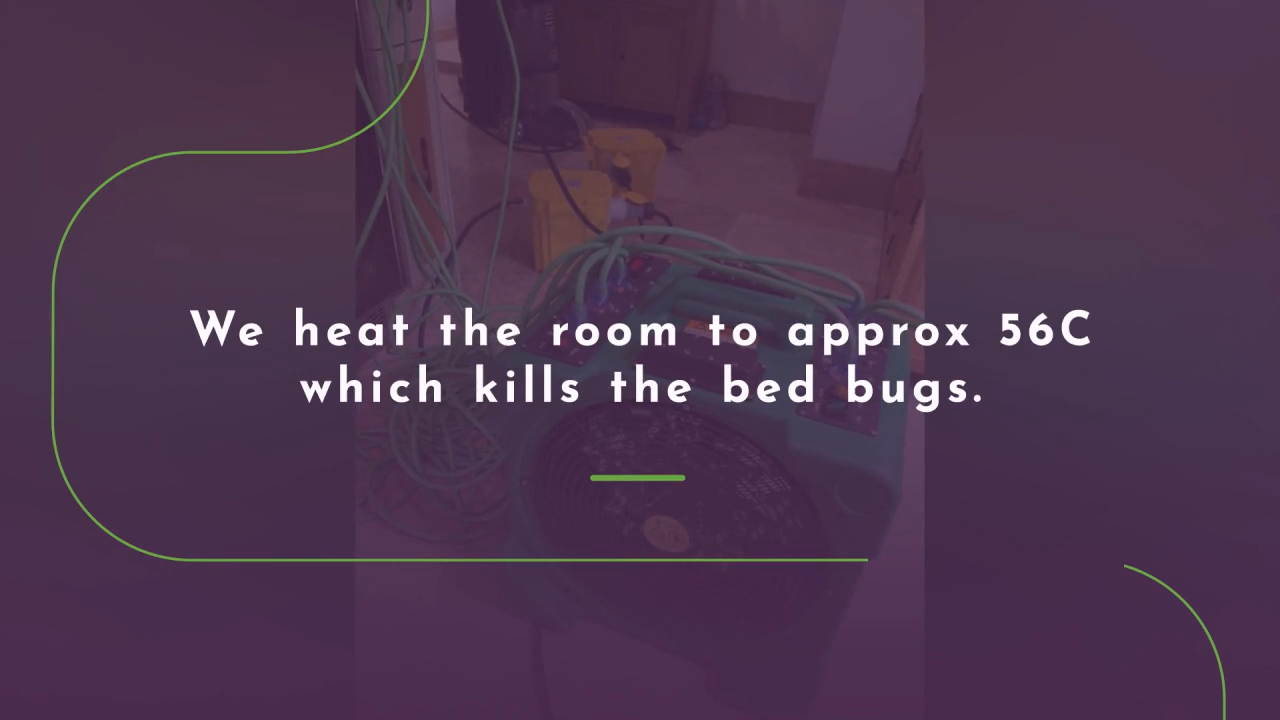 We heat the room to approx 56C
which kills the bed bugs.